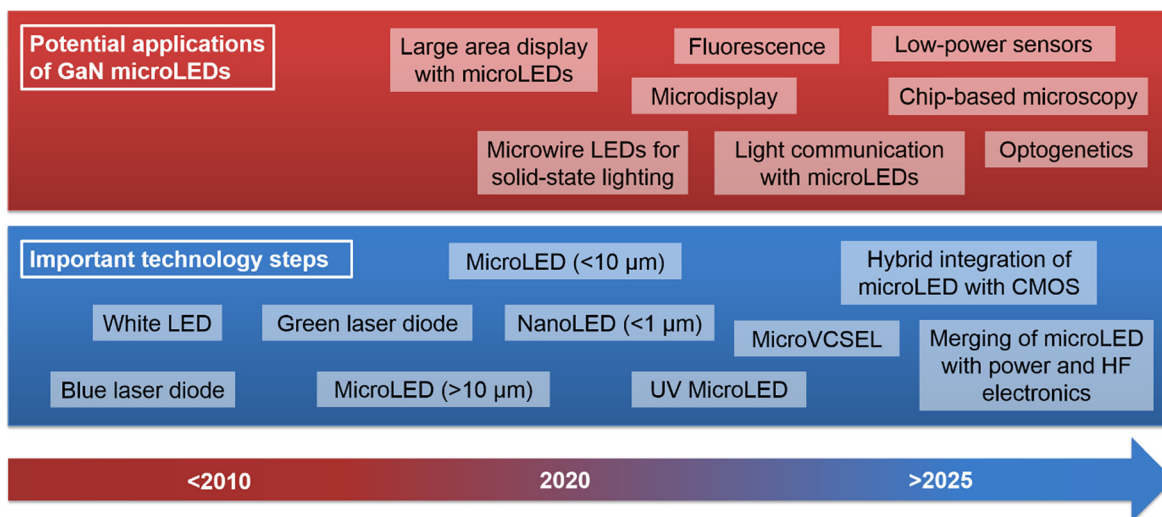 Potential applications
of GaN microLEDs
Large area display
with microLEDs
Fluorescence
Low-power sensors
Microdisplay
Chip-based microscopy
Microwire LEDs for
solid-state lighting
Light communication
with microLEDs
Optogenetics
Important technology steps
MicroLED (<10 µm)
Hybrid integration of
microLED with CMOS
White LED
Green laser diode
NanoLED (<1 µm)
MicroVCSEL
Merging of microLED
with power and HF
electronics
Blue laser diode
MicroLED (>10 µm)
UV MicroLED
<2010
2020
>2025